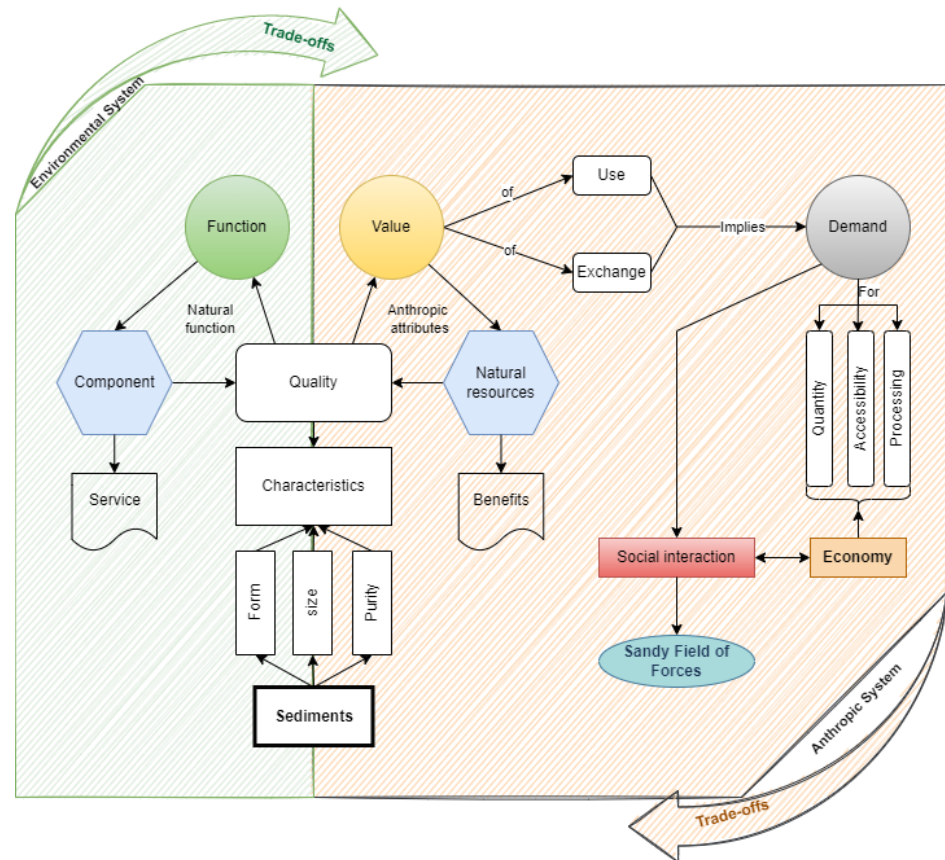 Trade-offs
Environmental System
Function
Value
of
Use
of
Exchange
Implies
Demand
For
Natural
function
Anthropic
attributes
Component
Quality
Natural
resources
Quantity
Accessibility
Processing
Service
Characteristics
Benefits
Form
size
Purity
Social interaction
Economy
Sandy Field of
Forces
Sediments
Anthropic System
Trade-offs